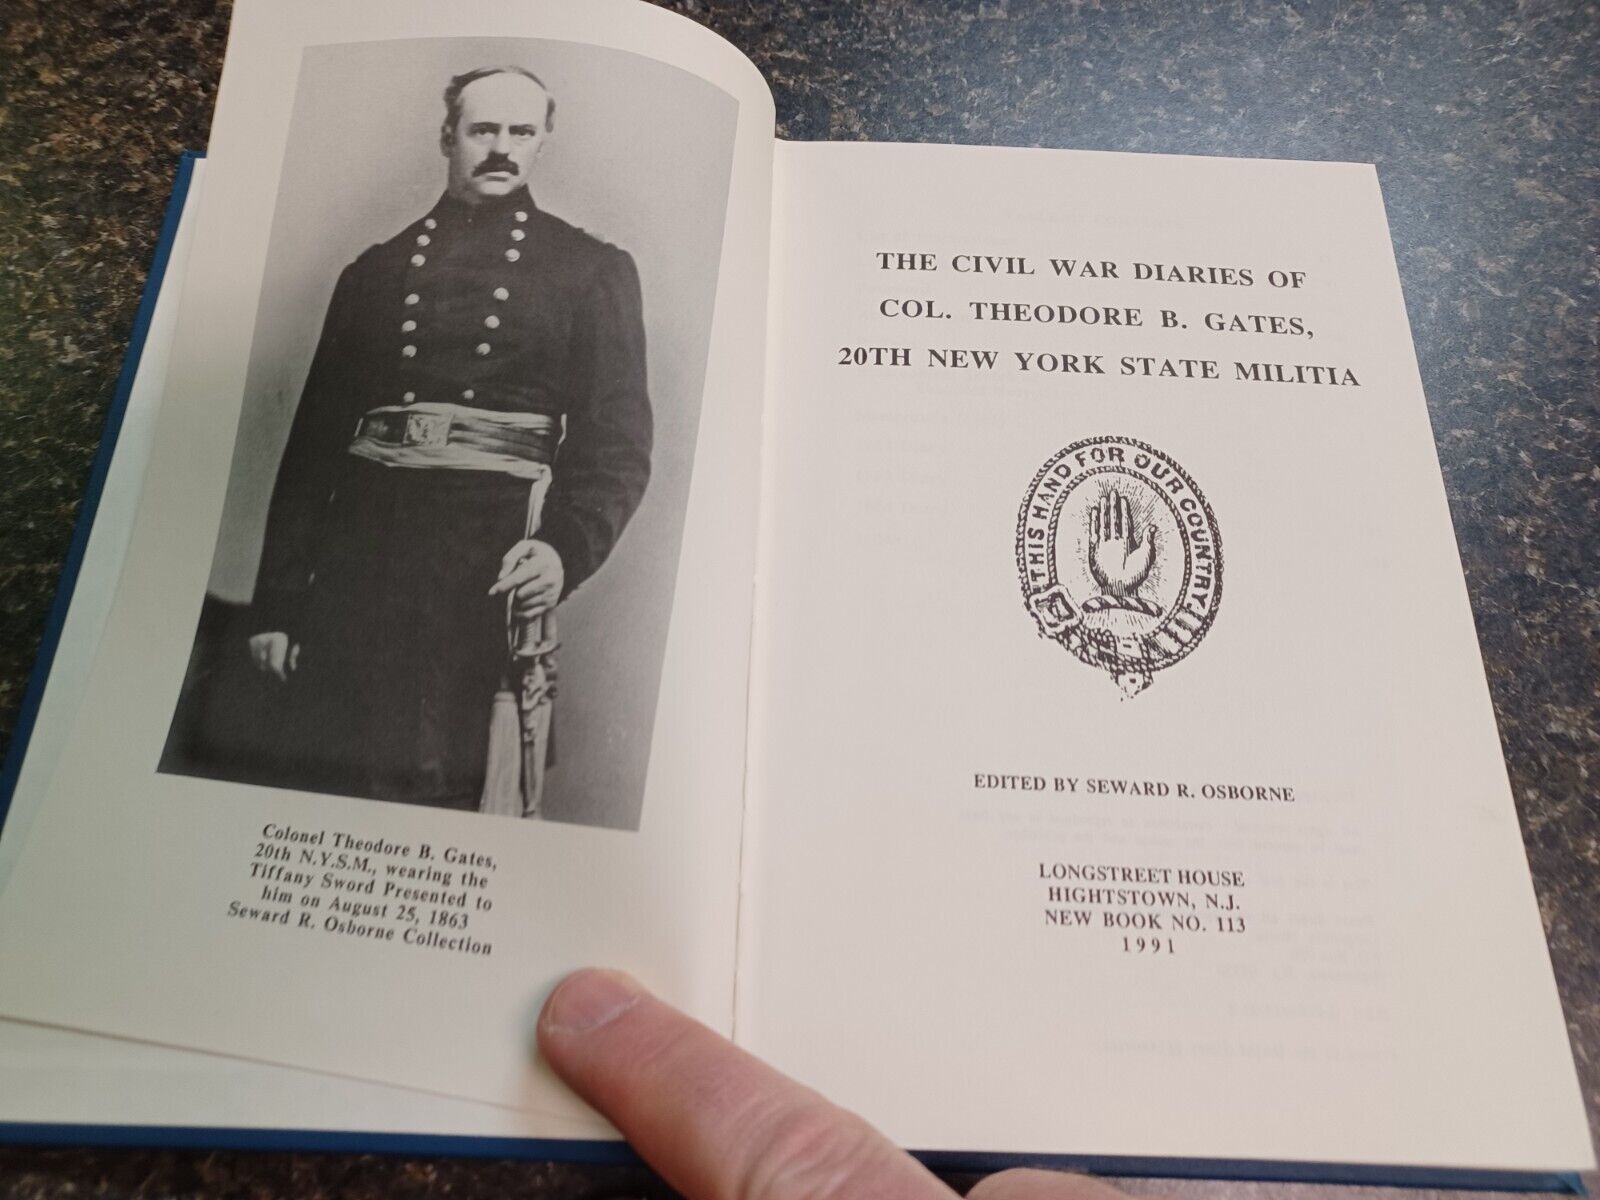 Colonel Theodore B. Gates,
20th N.Y.S.M., wearing the
Tiffany Sword Presented to
him on August 25, 1863
Seward R. Osborne Collection
THE CIVIL WAR DIARIES OF
COL. THEODORE B. GATES,
20TH NEW YORK STATE MILITIA
THIS HAND FOR OUR COUNTRY
EDITED BY SEWARD R. OSBORNE
LONGSTREET HOUSE
HIGHTSTOWN, N.J.
NEW BOOK NO. 113
1991